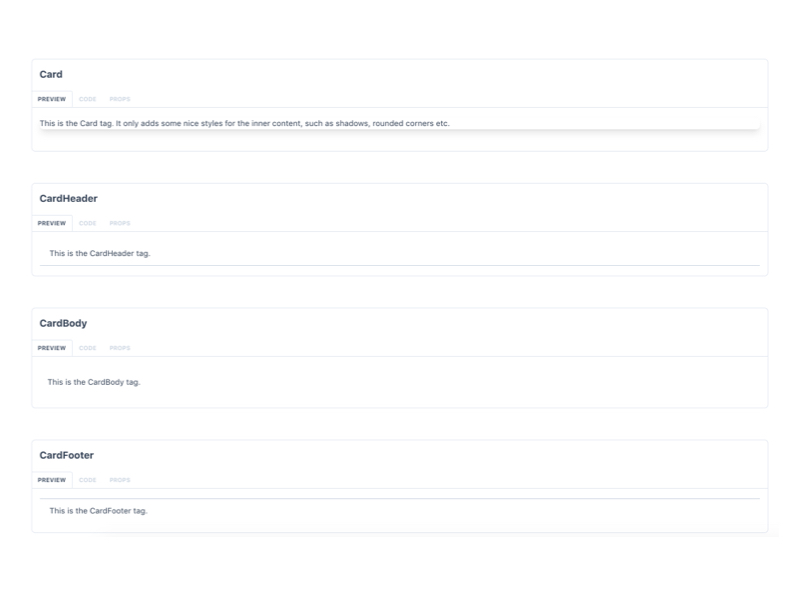 Card
PREVIEW CODE PROPS
This is the Card tag. It only adds some nice styles for the inner content, such as shadows, rounded corners etc.
CardHeader
PREVIEW CODE PROPS
This is the CardHeader tag.
CardBody
PREVIEW CODE PROPS
This is the CardBody tag.
CardFooter
PREVIEW CODE PROPS
This is the CardFooter tag.